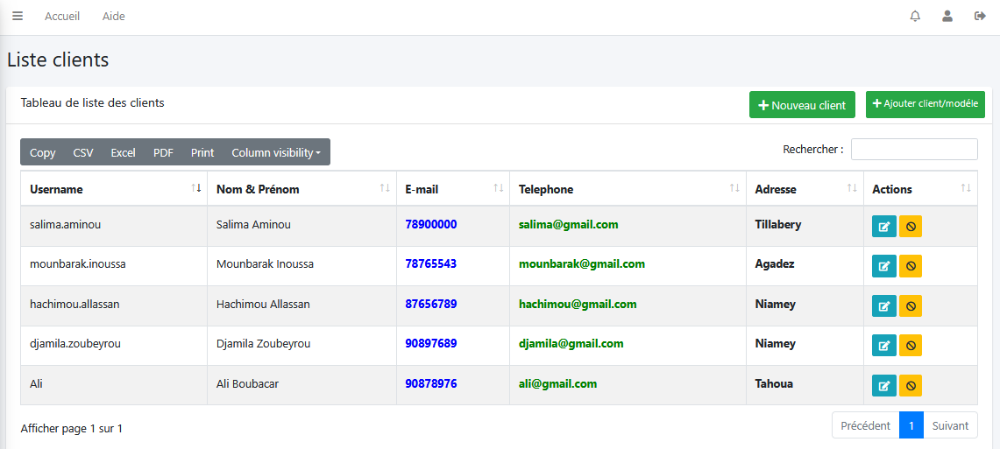 Accueil Aide
Liste clients
Tableau de liste des clients Nouveau client Ajouter client/modéle
Copy CSV Excel PDF Print Column visibility Rechercher :
Username Nom & Prénom E-mail Telephone Adresse Actions
salima.aminou Salima Aminou 78900000 salima@gmail.com Tillabery
mounbarak.inoussa Mounbarak Inoussa 78765543 mounbarak@gmail.com Agadez
hachimou.allassan Hachimou Allassan 87656789 hachimou@gmail.com Niamey
djamila.zoubeyrou Djamila Zoubeyrou 90897689 djamila@gmail.com Niamey
Ali Ali Boubacar 90878976 ali@gmail.com Tahoua
Afficher page 1 sur 1 Précédent 1 Suivant